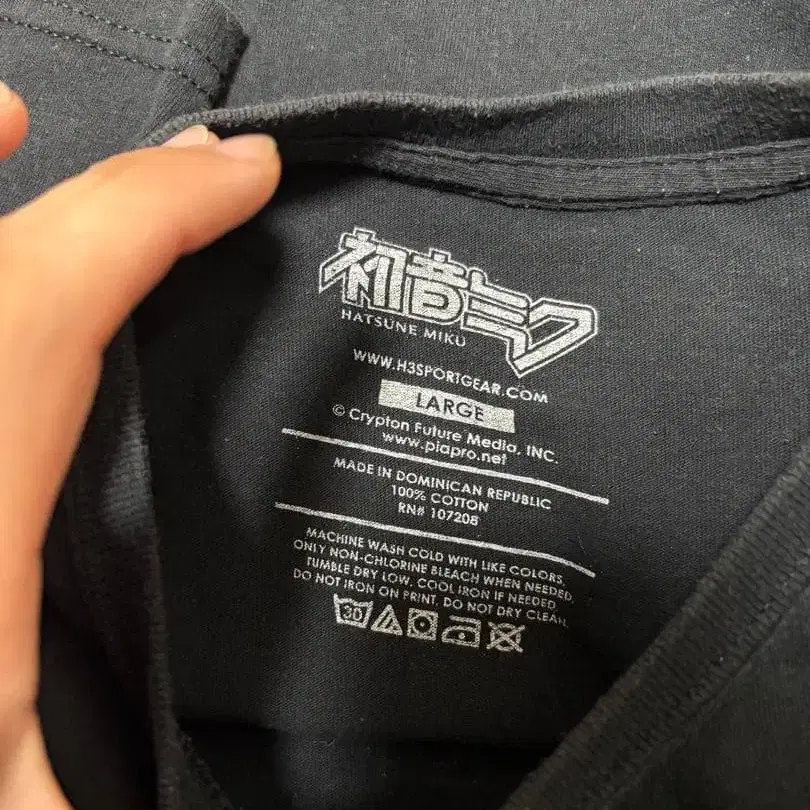 初音ミク
HATSUNE MIKU
WWW.H3SPORTGEAR.COM
LARGE
© Crypton Future Media, INC.
www.piapro.net
MADE IN DOMINICAN REPUBLIC
100% COTTON
RN# 107208
MACHINE WASH COLD WITH LIKE COLORS,
ONLY NON-CHLORINE BLEACH WHEN NEEDED,
TUMBLE DRY LOW, COOL IRON IF NEEDED
DO NOT IRON ON PRINT, DO NOT DRY CLEAN.
30